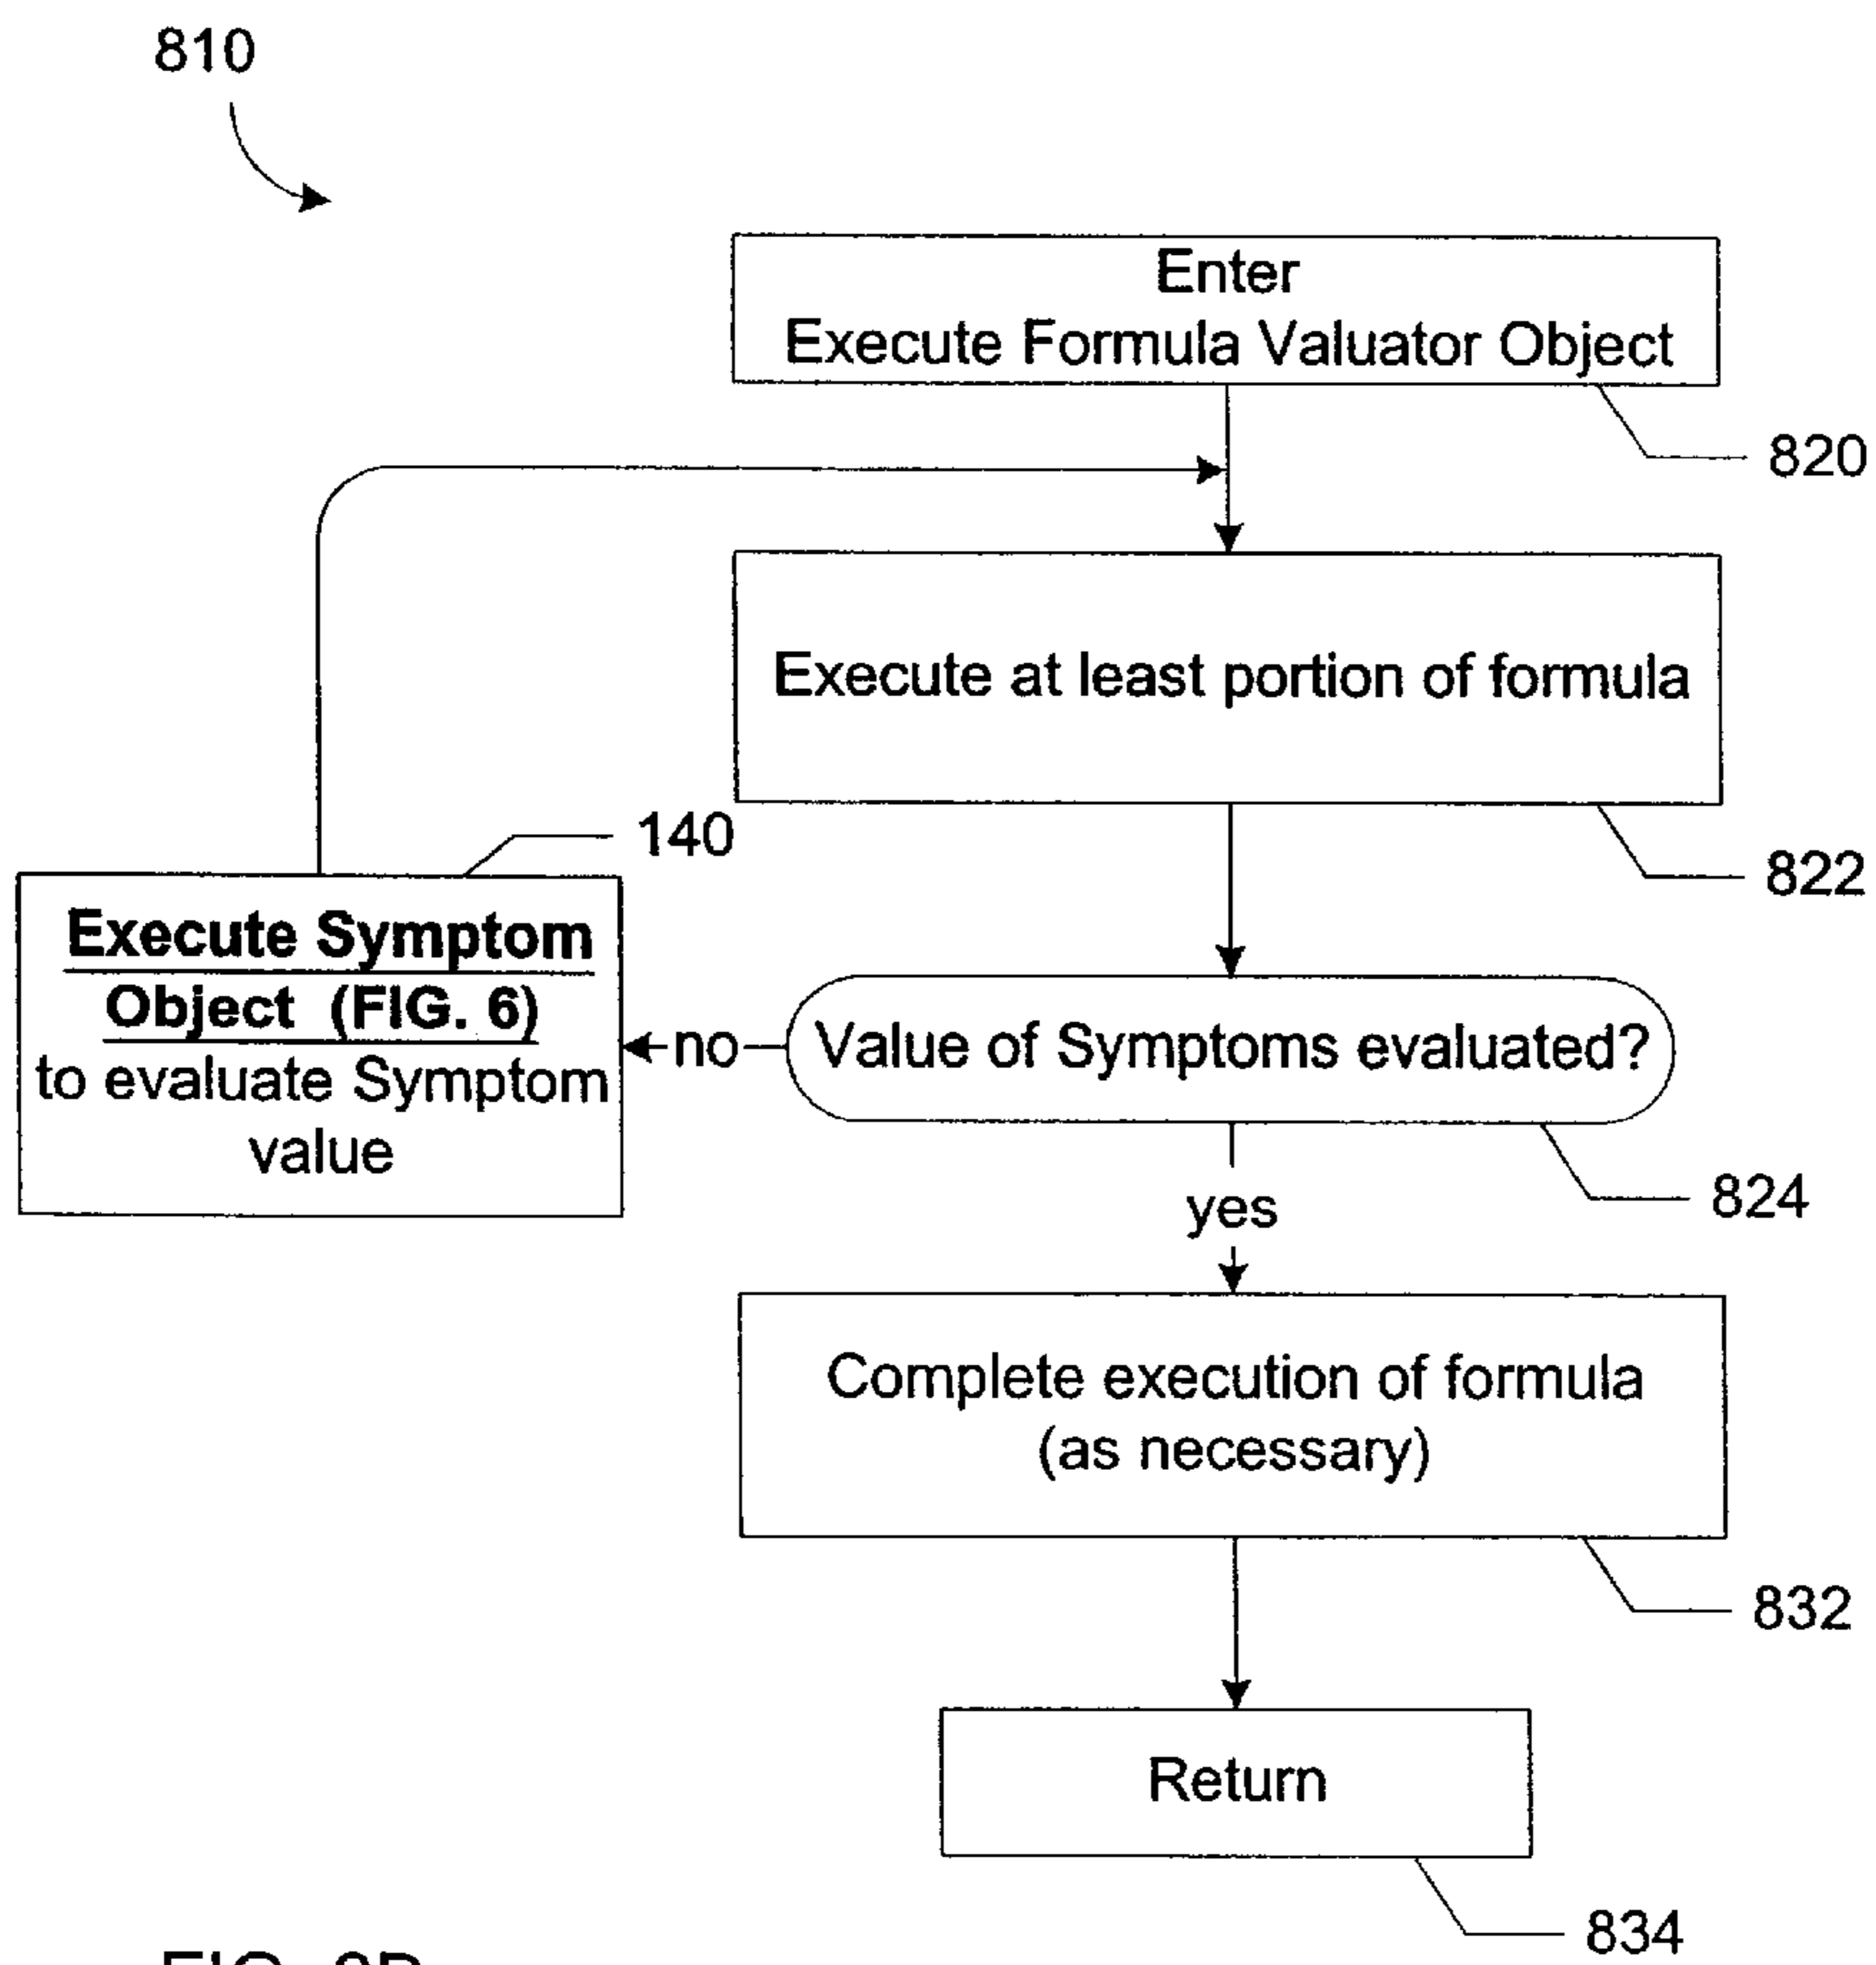 810
Enter
Execute Formula Valuator Object
820
Execute at least portion of formula
822
140
Execute Symptom
Object (FIG. 6)
to evaluate Symptom
value
no
Value of Symptoms evaluated?
824
yes
Complete execution of formula
(as necessary)
832
Return
834